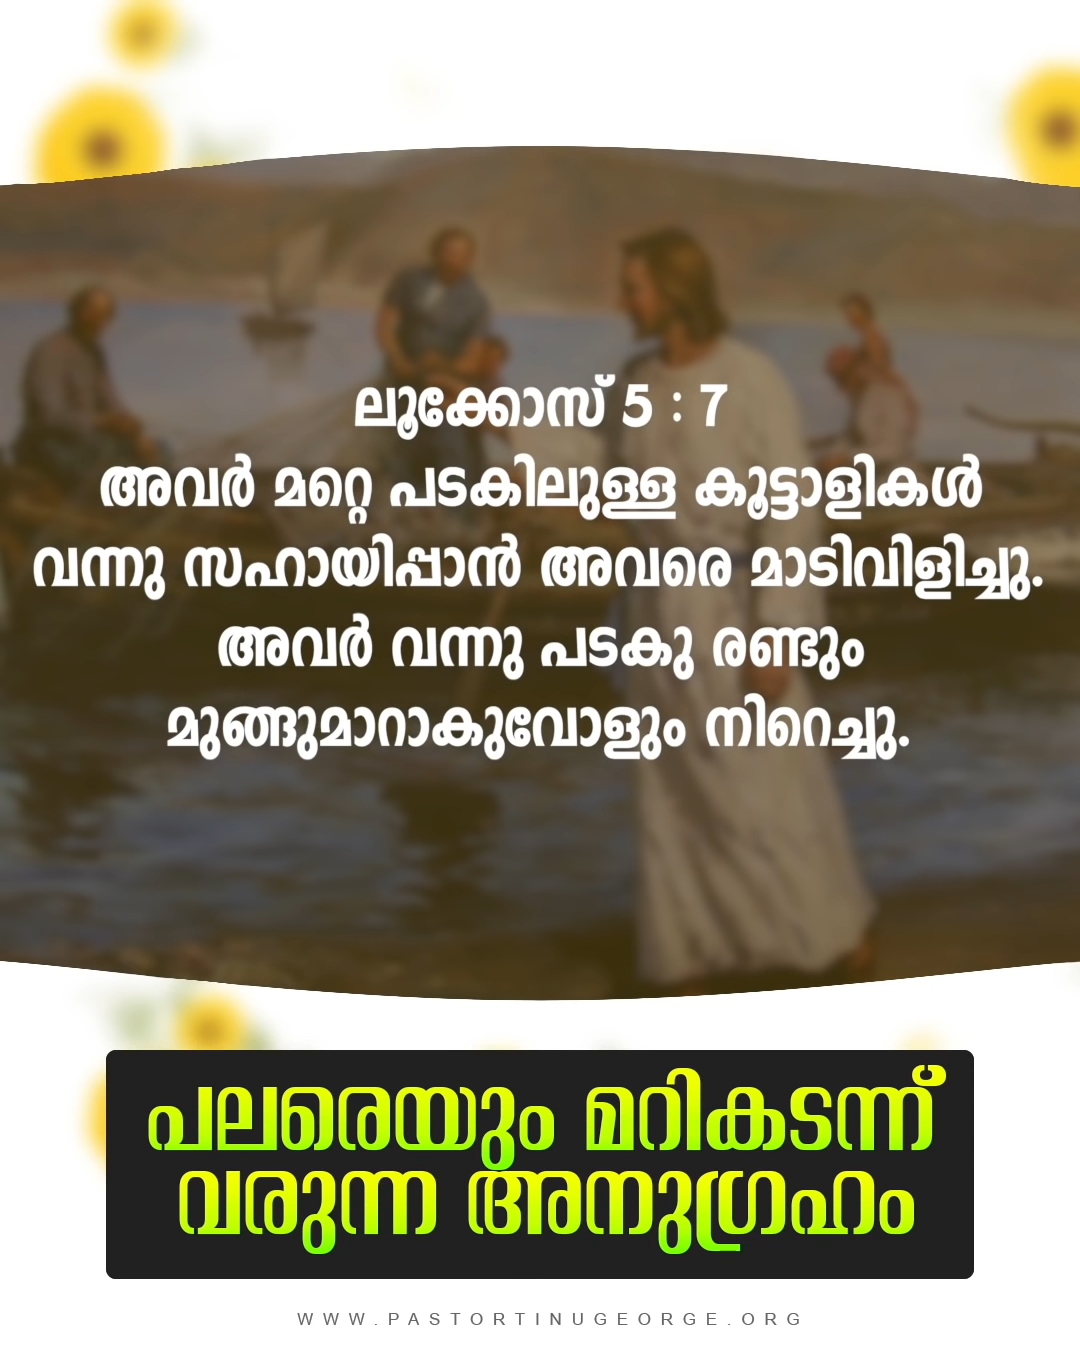 ലൂക്കോസ് 5 : 7
അവർ മറ്റെ പടകിലുള്ള കൂട്ടാളികൾ
വന്നു സഹായിപ്പാൻ അവരെ മാടിവിളിച്ചു.
അവർ വന്നു പടകു രണ്ടും
മുങ്ങുമാറാകുവോളും നിറെച്ചു.
പലരെയും മറികടന്ന്
വരുന്ന അനുഗ്രഹം
WWW.PASTORTINUGEORGE.ORG